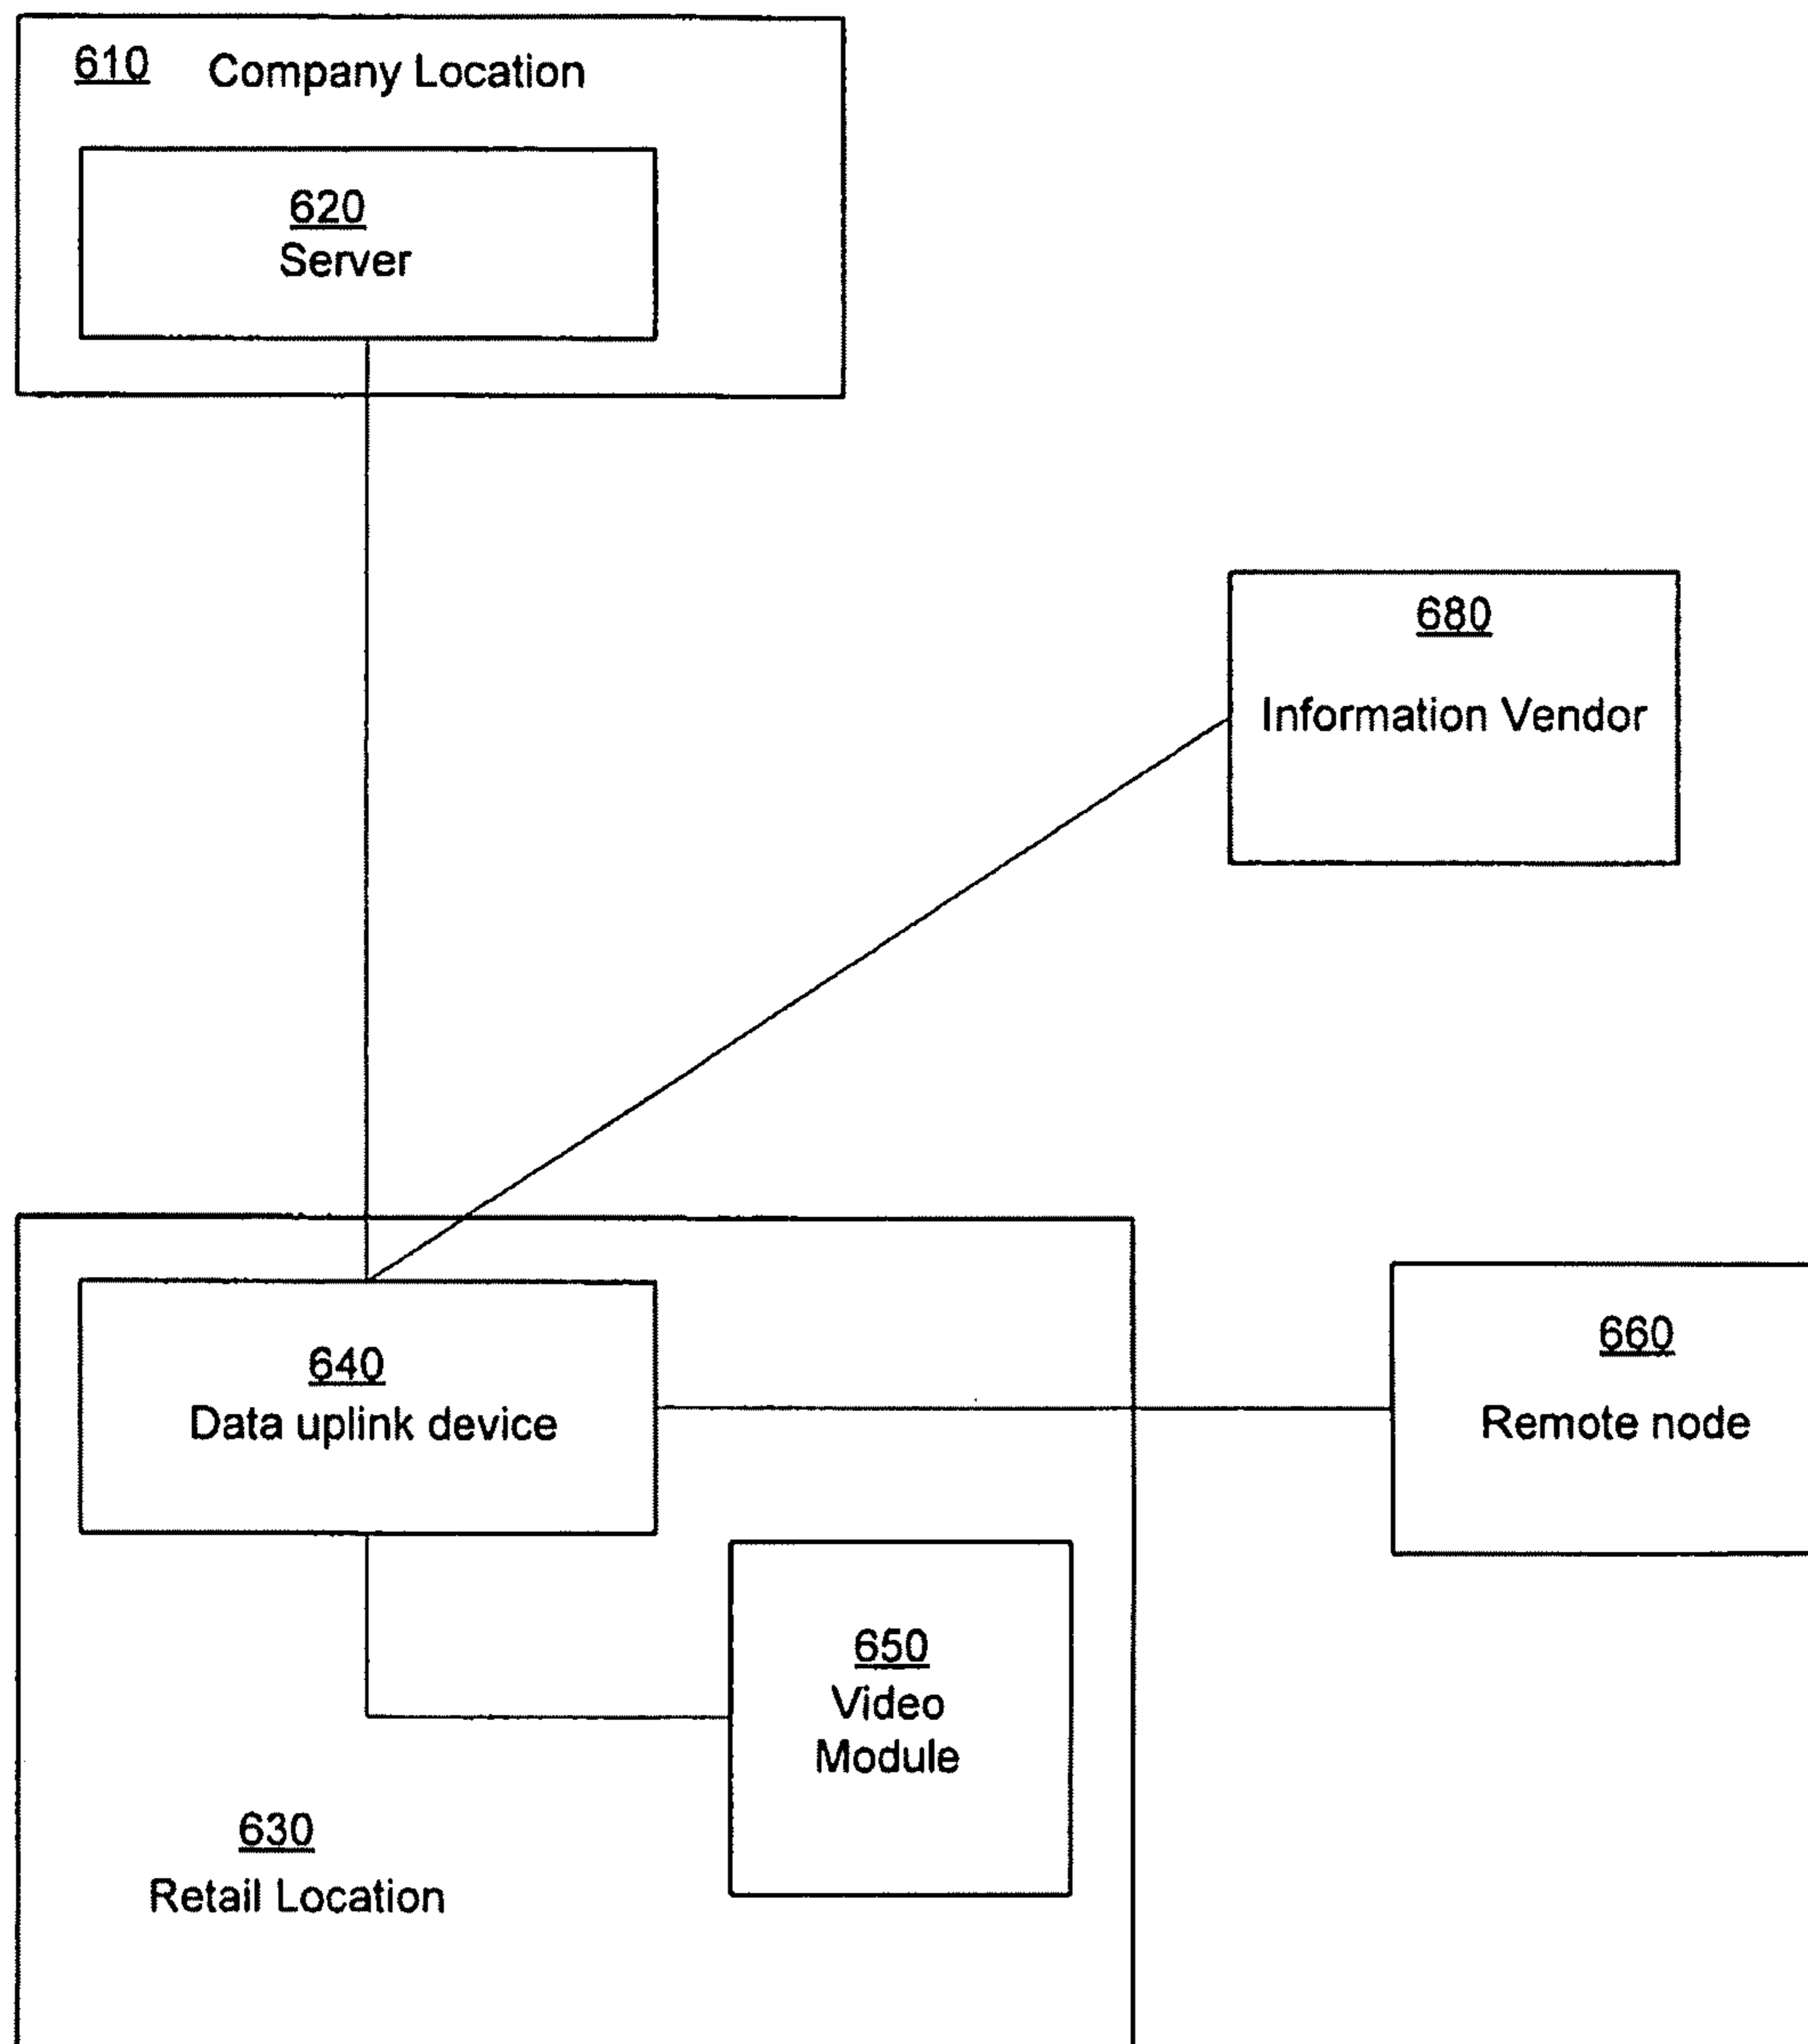 610 Company Location
620
Server
680
Information Vendor
640
Data uplink device
660
Remote node
650
Video
Module
630
Retail Location